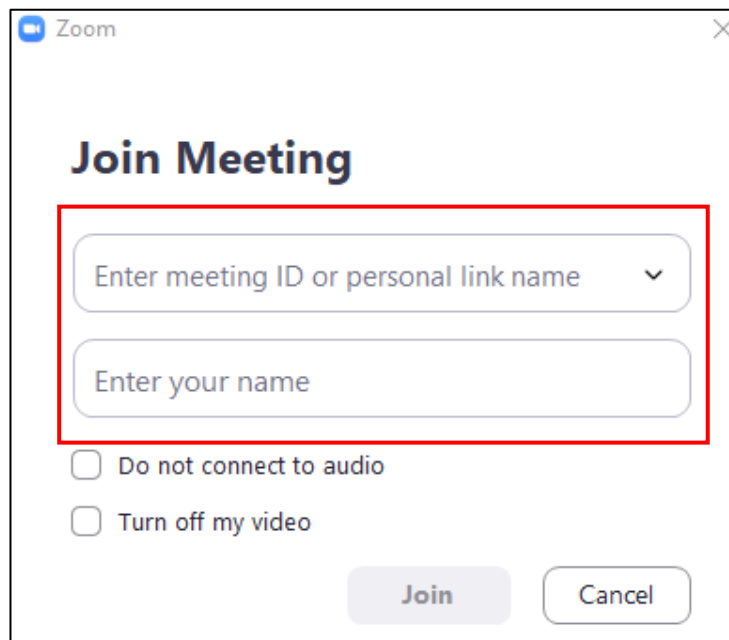 Zoom
Join Meeting
Enter meeting ID or personal link name
Enter your name
Do not connect to audio
Turn off my video
Join Cancel